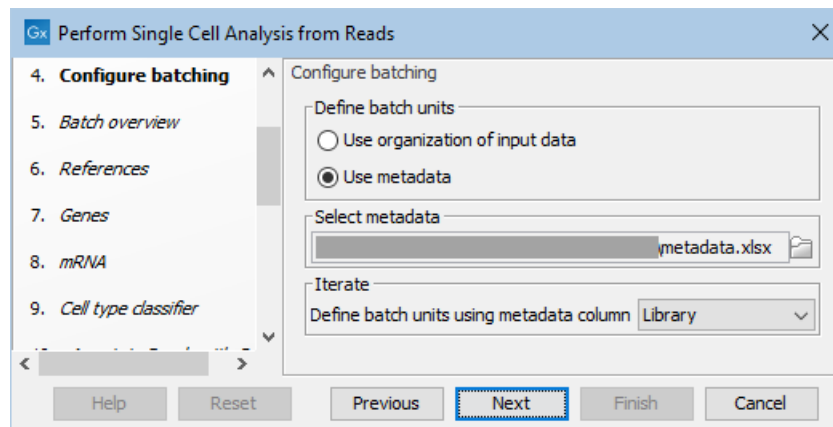 Gx Perform Single Cell Analysis from Reads
4. Configure batching
5. Batch overview
6. References
7. Genes
8. mRNA
9. Cell type classifier
Configure batching
Define batch units
Use organization of input data
Use metadata
Select metadata
\metadata.xlsx
Iterate
Define batch units using metadata column Library
Help Reset Previous Next Finish Cancel